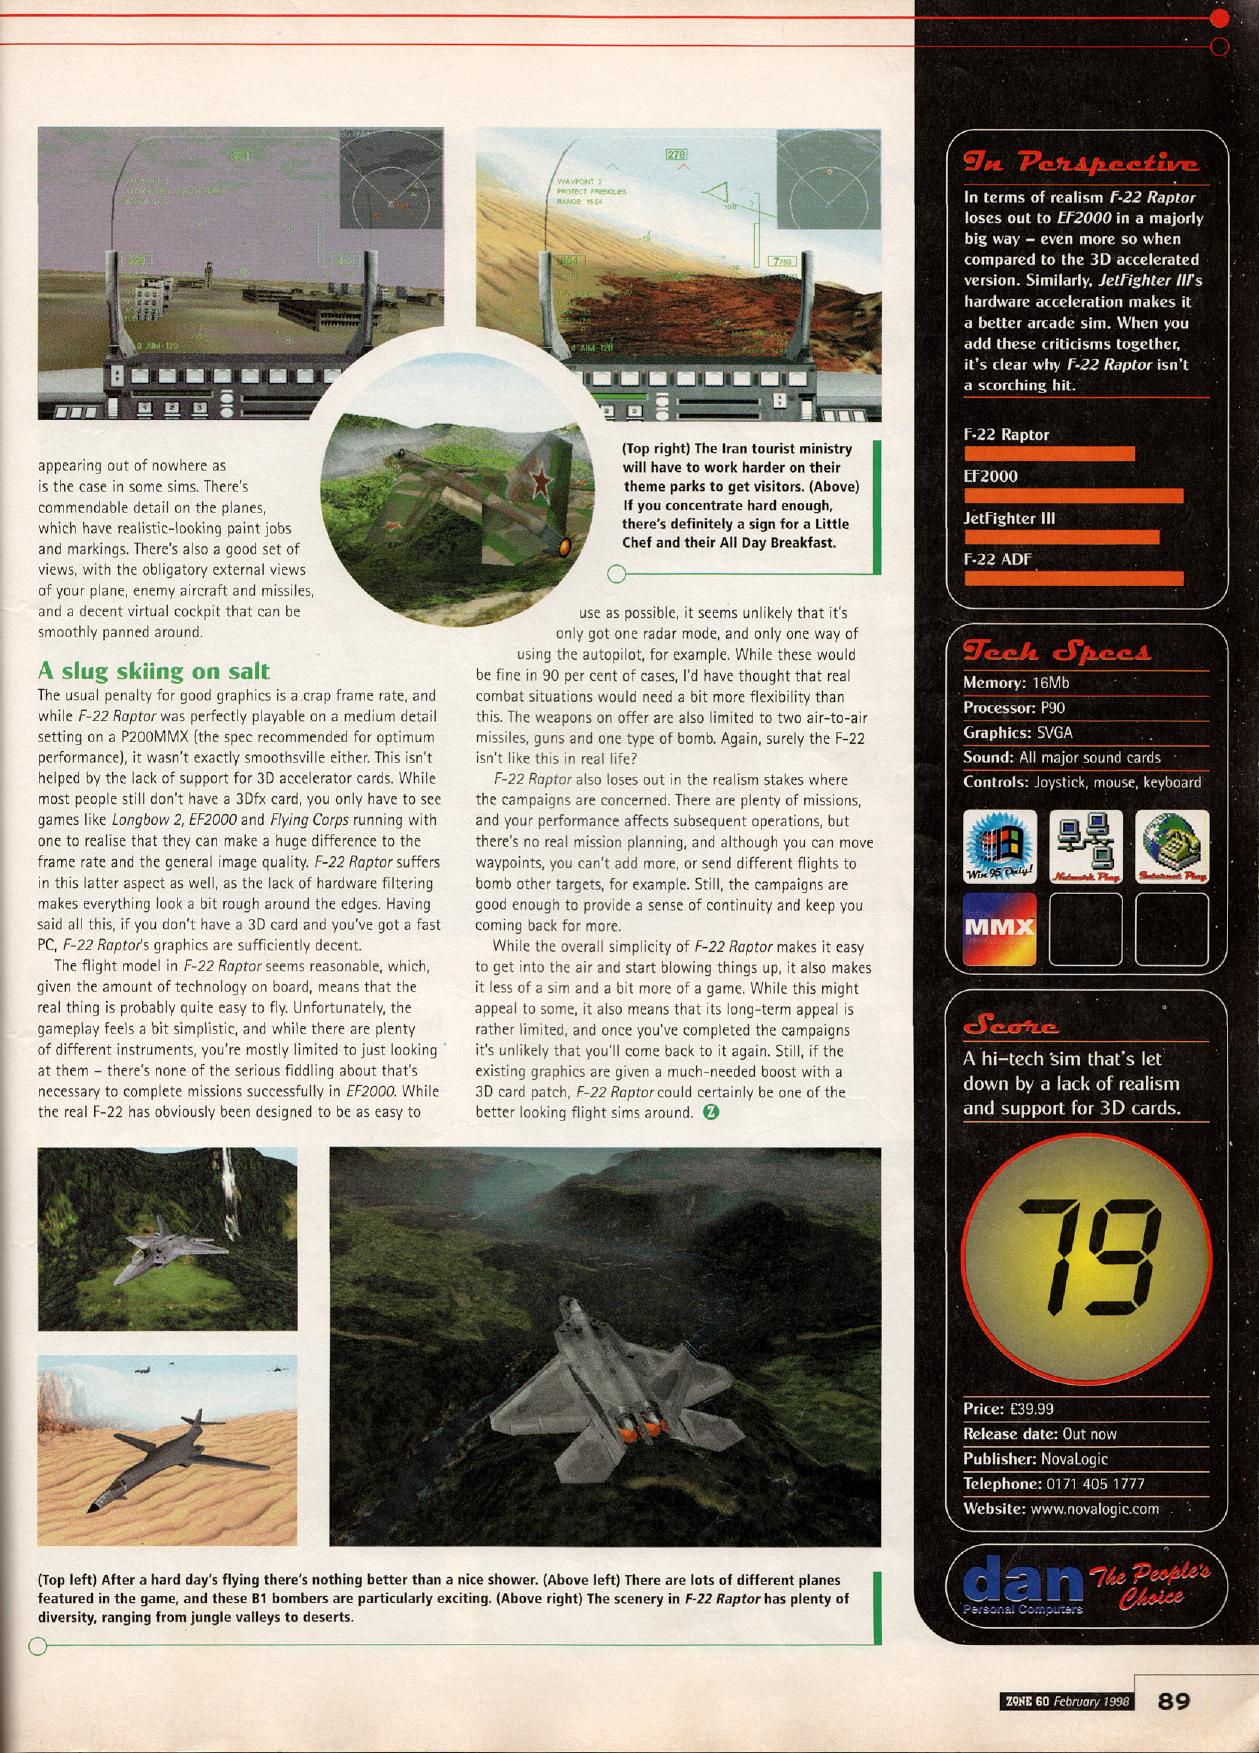 278
WAYPOINT 2
PROTECT FRIENDLIES
RANGE: 15.54
7750
0 AIM-120
4 AIM-120
1 2 3
appearing out of nowhere as
is the case in some sims. There's
commendable detail on the planes,
which have realistic-looking paint jobs
and markings. There's also a good set of
views, with the obligatory external views
of your plane, enemy aircraft and missiles,
and a decent virtual cockpit that can be
smoothly panned around.
A slug skiing on salt
The usual penalty for good graphics is a crap frame rate, and
while F-22 Raptor was perfectly playable on a medium detail
setting on a P200MMX (the spec recommended for optimum
performance), it wasn't exactly smoothsville either. This isn't
helped by the lack of support for 3D accelerator cards. While
most people still don't have a 3Dfx card, you only have to see
games like Longbow 2, EF2000 and Flying Corps running with
one to realise that they can make a huge difference to the
frame rate and the general image quality. F-22 Raptor suffers
in this latter aspect as well, as the lack of hardware filtering
makes everything look a bit rough around the edges. Having
said all this, if you don't have a 3D card and you've got a fast
PC, F-22 Raptor's graphics are sufficiently decent.
The flight model in F-22 Raptor seems reasonable, which,
given the amount of technology on board, means that the
real thing is probably quite easy to fly. Unfortunately, the
gameplay feels a bit simplistic, and while there are plenty
of different instruments, you're mostly limited to just looking
at them – there's none of the serious fiddling about that's
necessary to complete missions successfully in EF2000. While
the real F-22 has obviously been designed to be as easy to
(Top right) The Iran tourist ministry
will have to work harder on their
theme parks to get visitors. (Above)
If you concentrate hard enough,
there's definitely a sign for a Little
Chef and their All Day Breakfast.
use as possible, it seems unlikely that it's
only got one radar mode, and only one way of
using the autopilot, for example. While these would
be fine in 90 per cent of cases, I'd have thought that real
combat situations would need a bit more flexibility than
this. The weapons on offer are also limited to two air-to-air
missiles, guns and one type of bomb. Again, surely the F-22
isn't like this in real life?
F-22 Raptor also loses out in the realism stakes where
the campaigns are concerned. There are plenty of missions,
and your performance affects subsequent operations, but
there's no real mission planning, and although you can move
waypoints, you can't add more, or send different flights to
bomb other targets, for example. Still, the campaigns are
good enough to provide a sense of continuity and keep you
coming back for more.
While the overall simplicity of F-22 Raptor makes it easy
to get into the air and start blowing things up, it also makes
it less of a sim and a bit more of a game. While this might
appeal to some, it also means that its long-term appeal is
rather limited, and once you've completed the campaigns
it's unlikely that you'll come back to it again. Still, if the
existing graphics are given a much-needed boost with a
3D card patch, F-22 Raptor could certainly be one of the
better looking flight sims around. Z
(Top left) After a hard day's flying there's nothing better than a nice shower. (Above left) There are lots of different planes
featured in the game, and these B1 bombers are particularly exciting. (Above right) The scenery in F-22 Raptor has plenty of
diversity, ranging from jungle valleys to deserts.
In Perspective
In terms of realism F-22 Raptor
loses out to EF2000 in a majorly
big way – even more so when
compared to the 3D accelerated
version. Similarly, JetFighter III's
hardware acceleration makes it
a better arcade sim. When you
add these criticisms together,
it's clear why F-22 Raptor isn't
a scorching hit.
F-22 Raptor
EF2000
JetFighter III
F-22 ADF
Tech Specs
Memory: 16Mb
Processor: P90
Graphics: SVGA
Sound: All major sound cards
Controls: Joystick, mouse, keyboard
Win 95 Only!
Network Play
Internet Play
intel
MMX
Score
A hi-tech sim that's let
down by a lack of realism
and support for 3D cards.
79
Price: £39.99
Release date: Out now
Publisher: NovaLogic
Telephone: 0171 405 1777
Website: www.novalogic.com
dan
Personal Computers
The People's
Choice
ZONE 60 February 1998 89